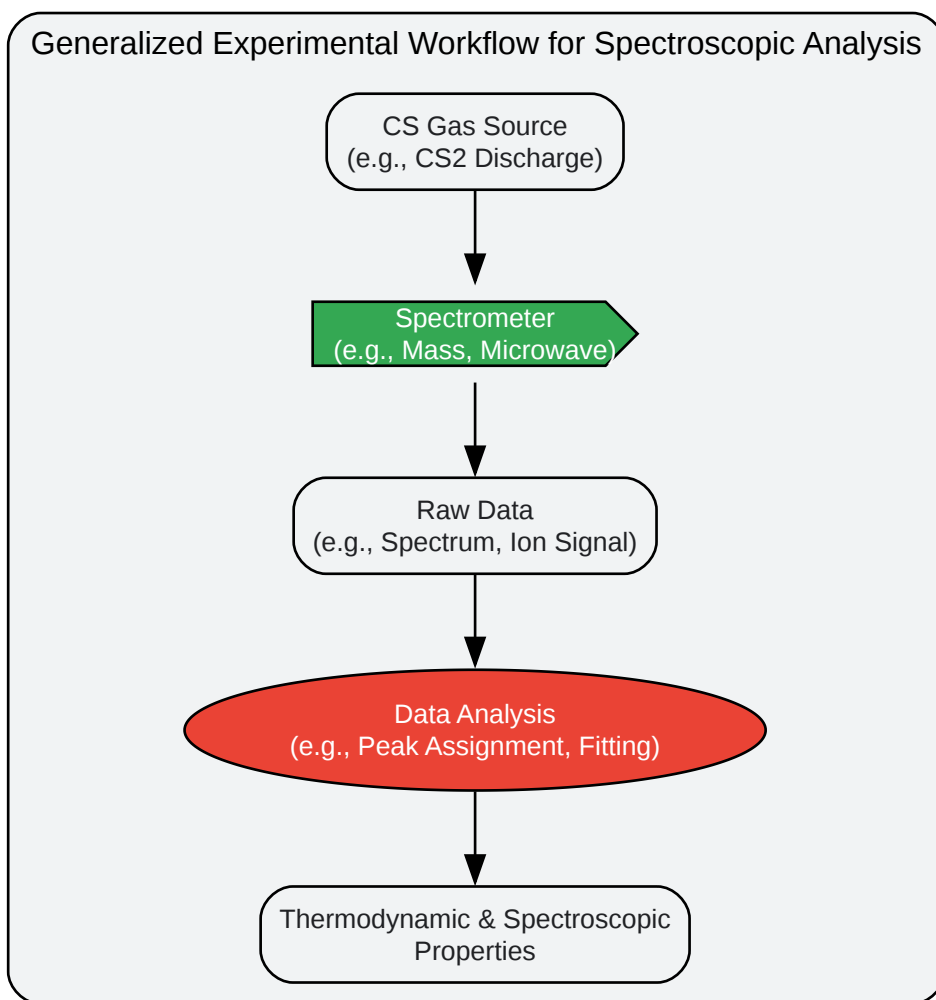 Generalized Experimental Workflow for Spectroscopic Analysis
CS Gas Source
(e.g., CS2 Discharge)
Spectrometer
(e.g., Mass, Microwave)
Raw Data
(e.g., Spectrum, Ion Signal)
Data Analysis
(e.g., Peak Assignment, Fitting)
Thermodynamic & Spectroscopic
Properties